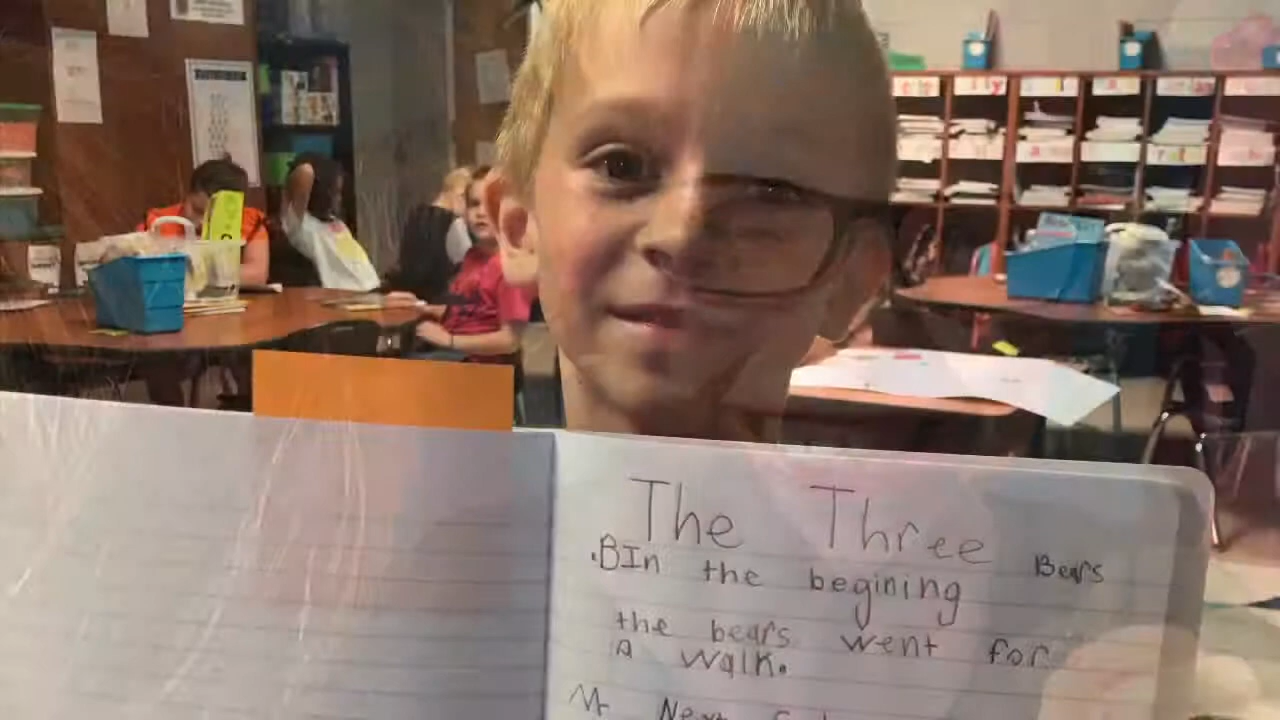 The Three Bears
.BIn the begining
the bears went for
a walk.
M Next